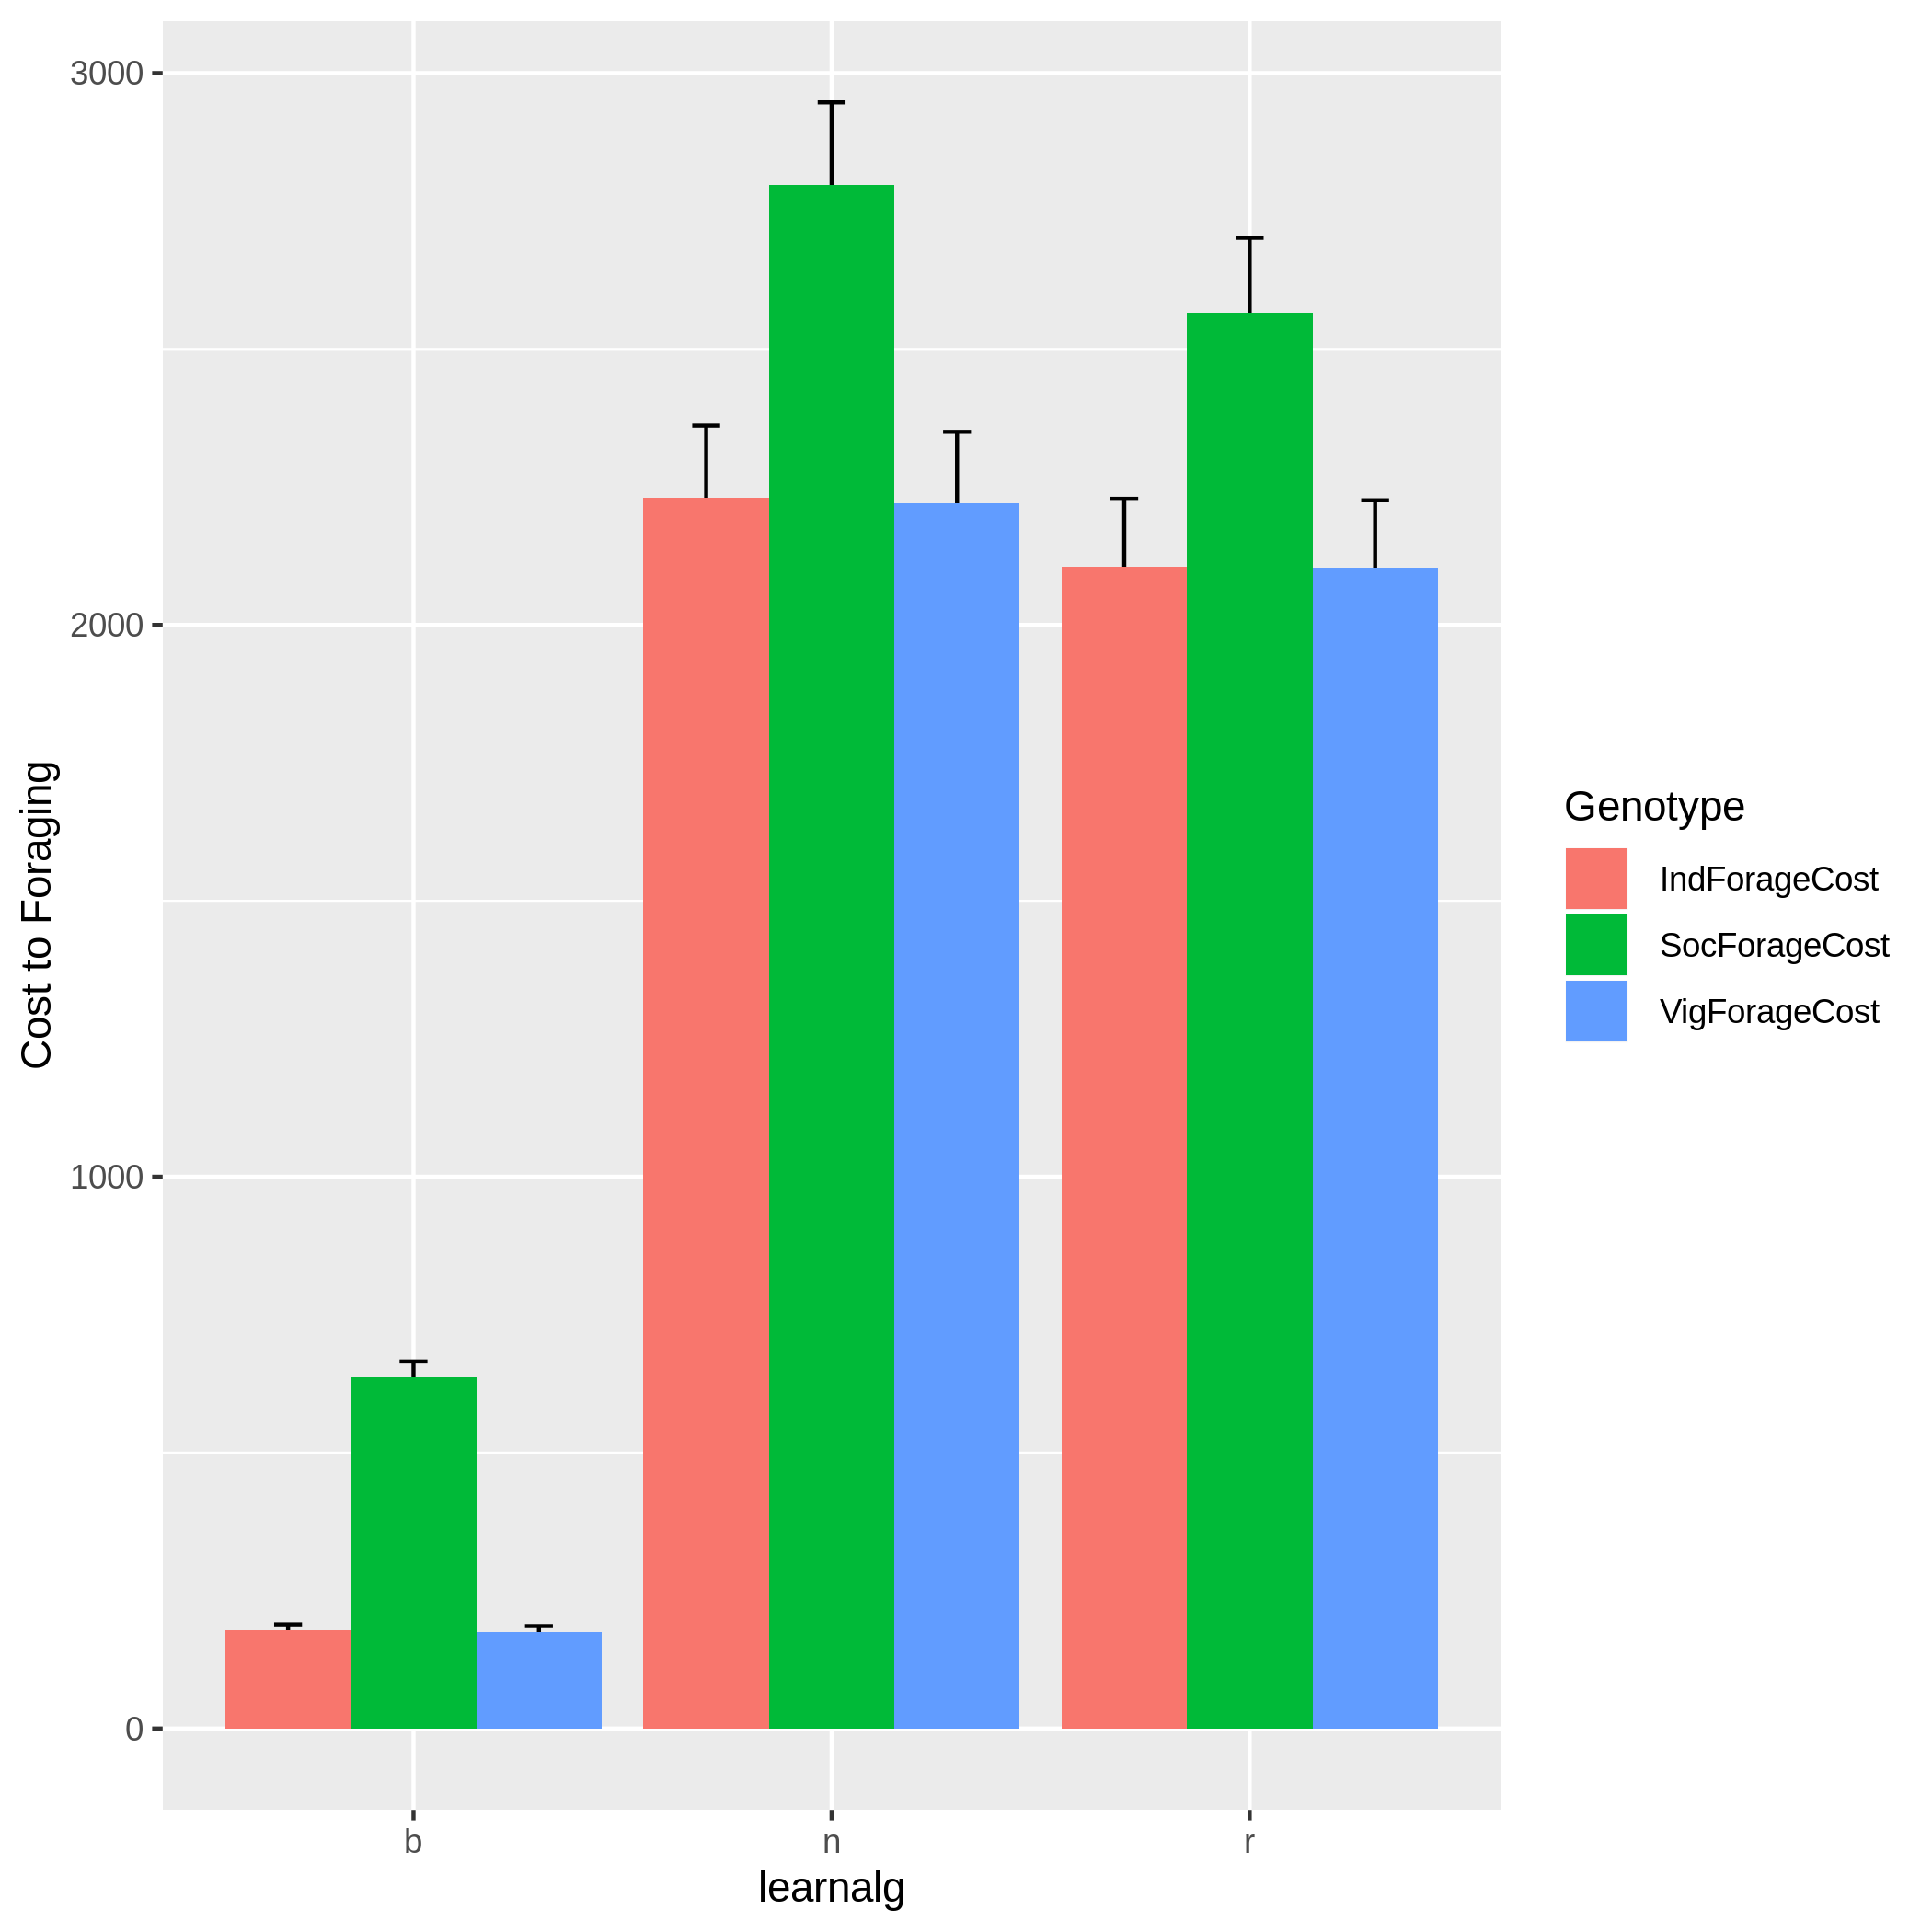 Cost to Foraging
3000
2000
1000
0
b
n
r
learnalg
Genotype
IndForageCost
SocForageCost
VigForageCost